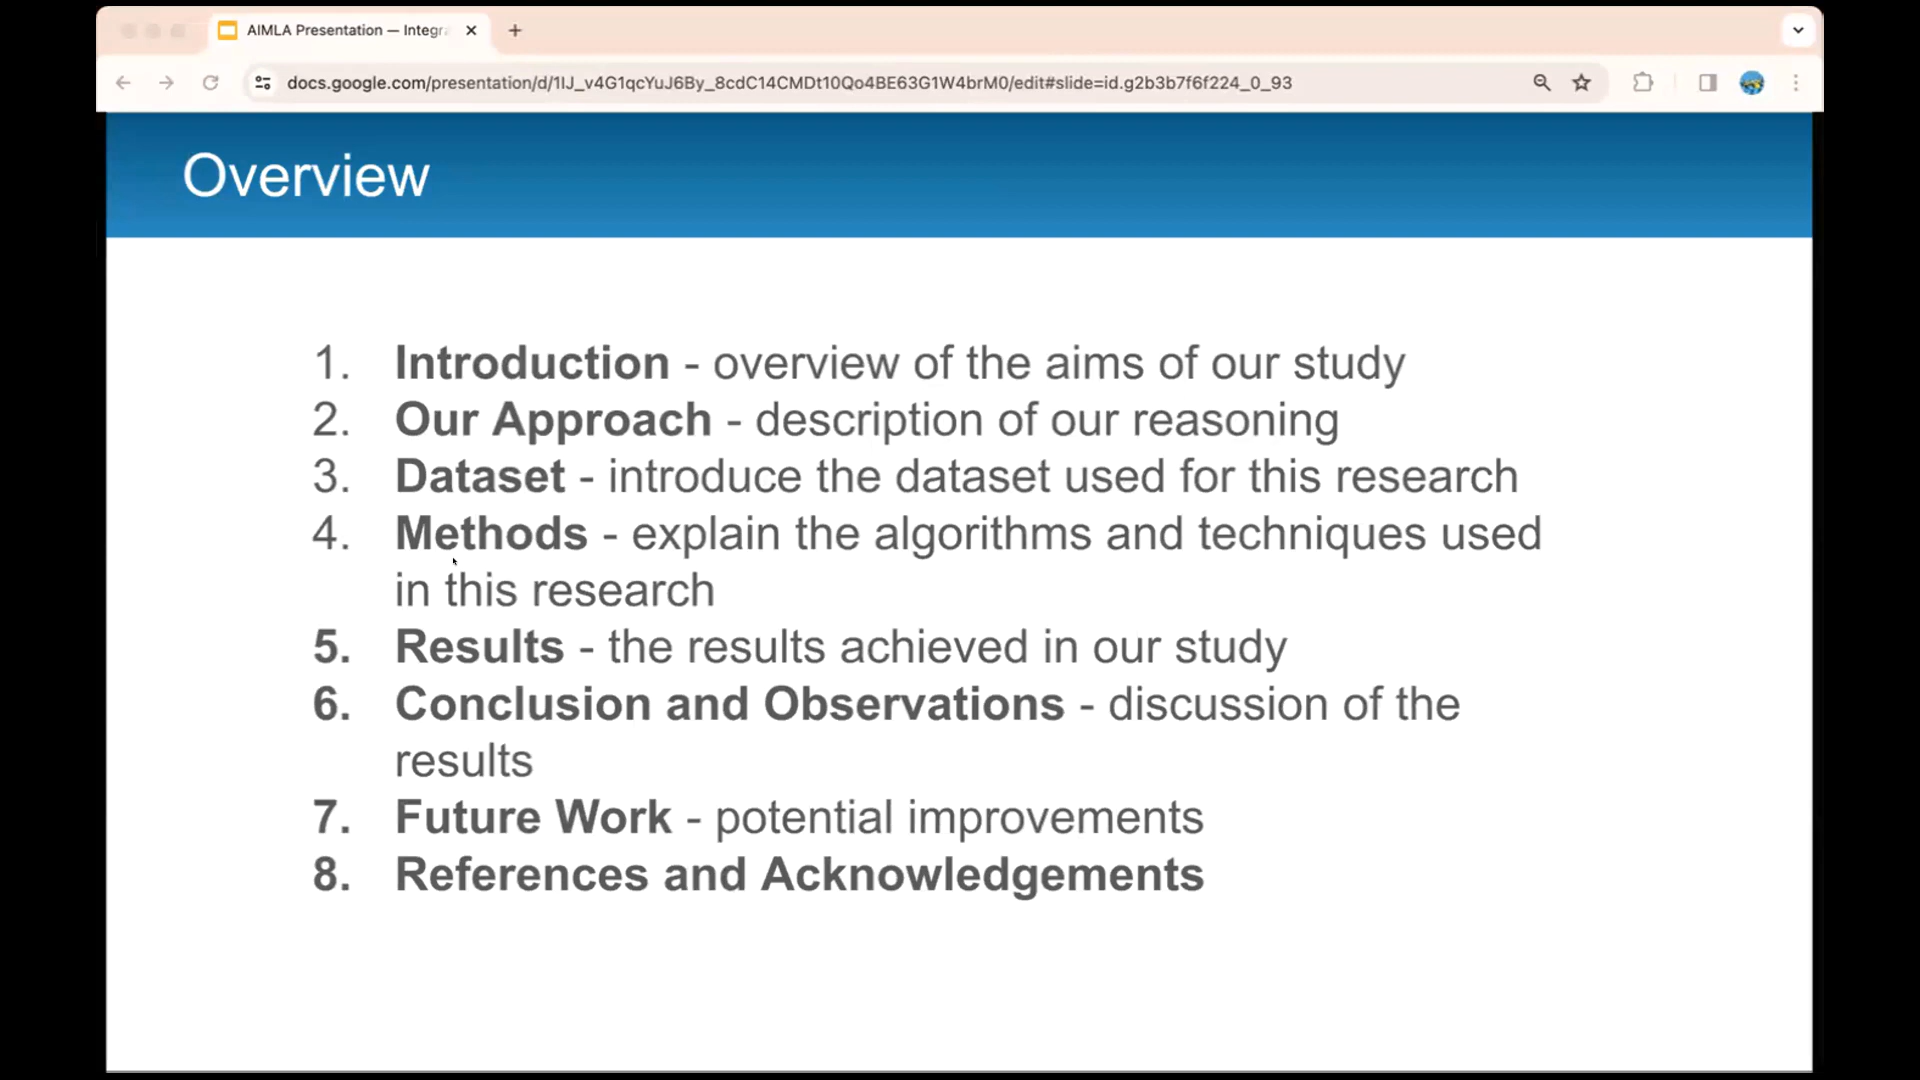 AIMLA Presentation — Integr
docs.google.com/presentation/d/1IJ_v4G1qcYuJ6By_8cdC14CMDt10Qo4BE63G1W4brM0/edit#slide=id.g2b3b7f6f224_0_93
Overview
1. Introduction - overview of the aims of our study
2. Our Approach - description of our reasoning
3. Dataset - introduce the dataset used for this research
4. Methods - explain the algorithms and techniques used
in this research
5. Results - the results achieved in our study
6. Conclusion and Observations - discussion of the
results
7. Future Work - potential improvements
8. References and Acknowledgements